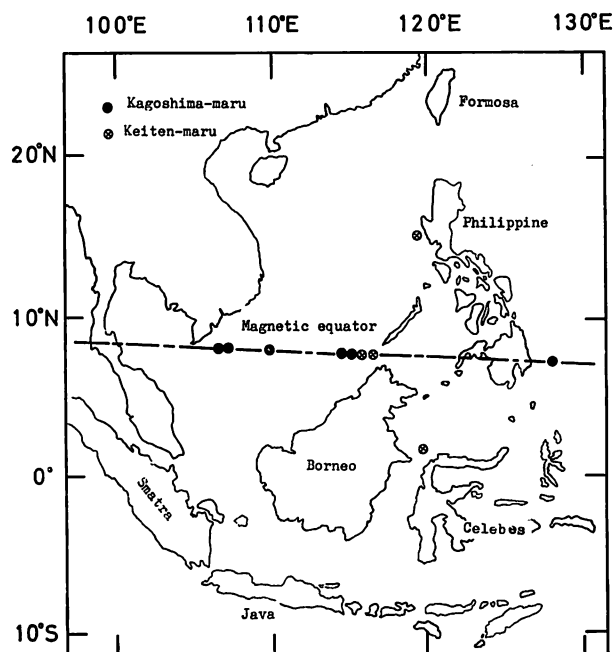 100°E 110°E 120°E 130°E
Kagoshima-maru
Keiten-maru
Formosa
20°N
Philippine
10°N
Magnetic equator
0°
Borneo
Smatra
Celebes
Java
10°S